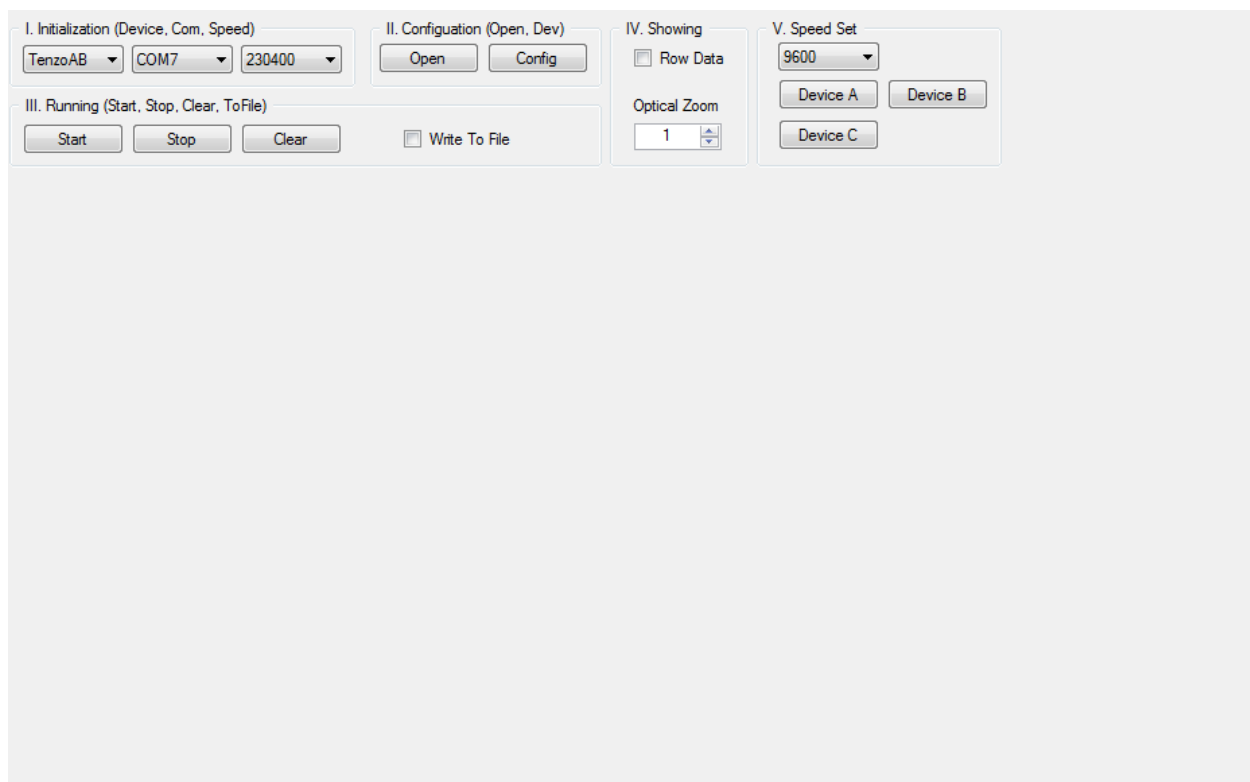 I. Initialization (Device, Com, Speed)
TenzoAB
COM7
230400
II. Configuation (Open, Dev)
Open
Config
III. Running (Start, Stop, Clear, ToFile)
Start
Stop
Clear
Write To File
IV. Showing
Row Data
Optical Zoom
1
V. Speed Set
9600
Device A
Device B
Device C